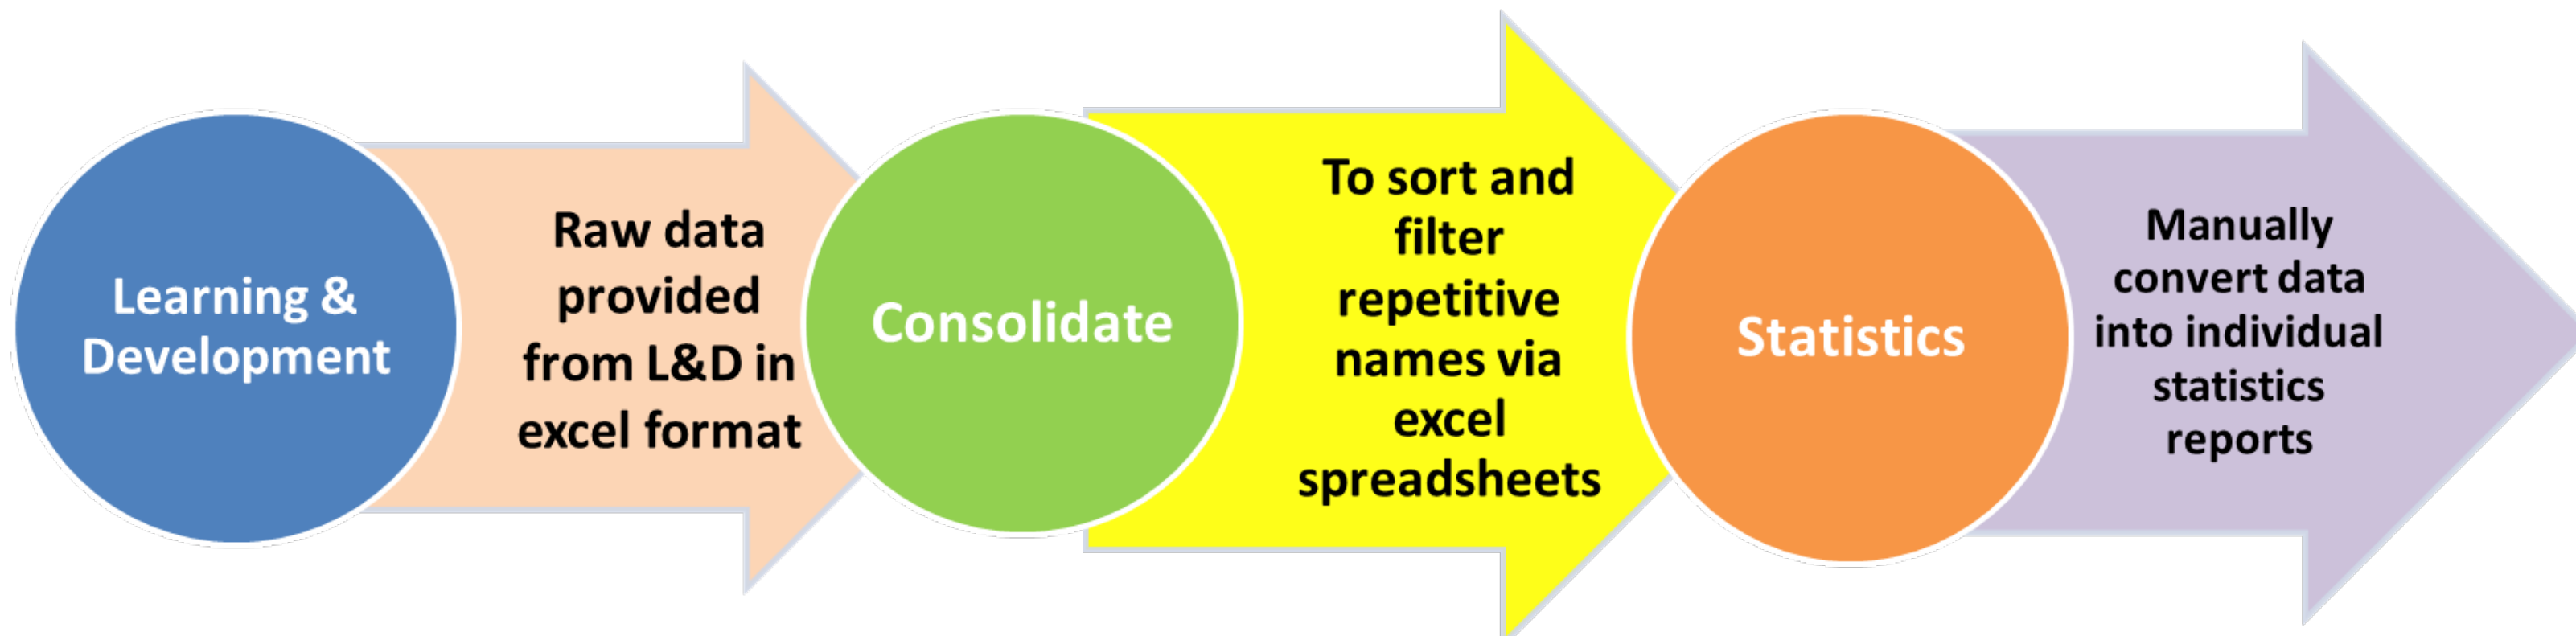 Learning &
Development
Raw data
provided
from L&D in
excel format
Consolidate
To sort and
filter
repetitive
names via
excel
spreadsheets
Statistics
Manually
convert data
into individual
statistics
reports